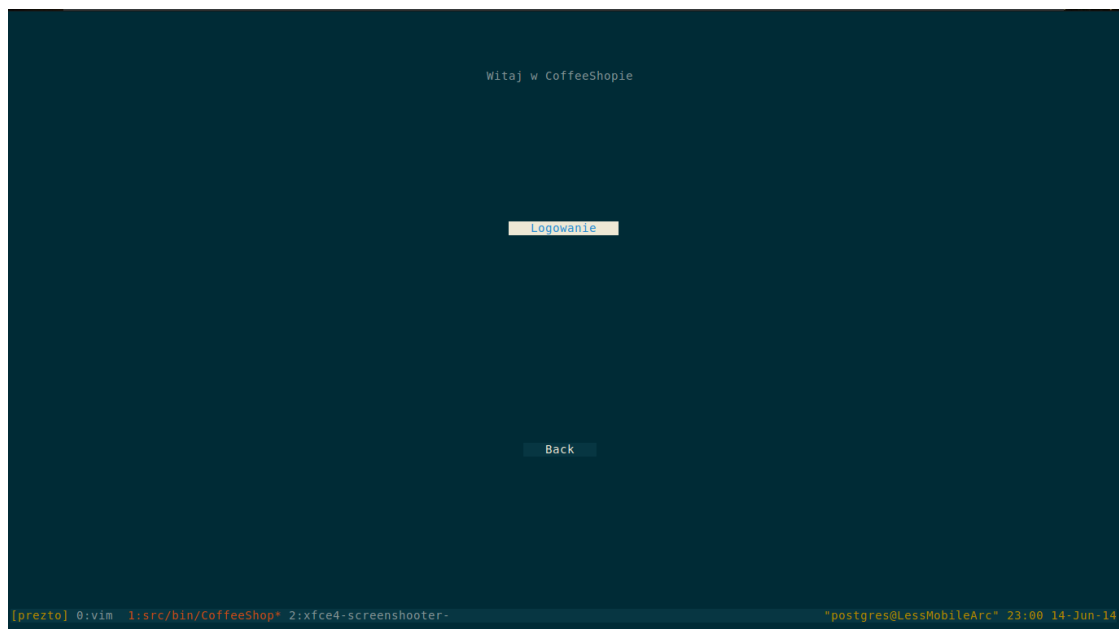 Witaj w CoffeeShopie
Logowanie
Back
[prezto] 0:vim  1:src/bin/CoffeeShop* 2:xfce4-screenshooter- "postgres@LessMobileArc" 23:00 14-Jun-14